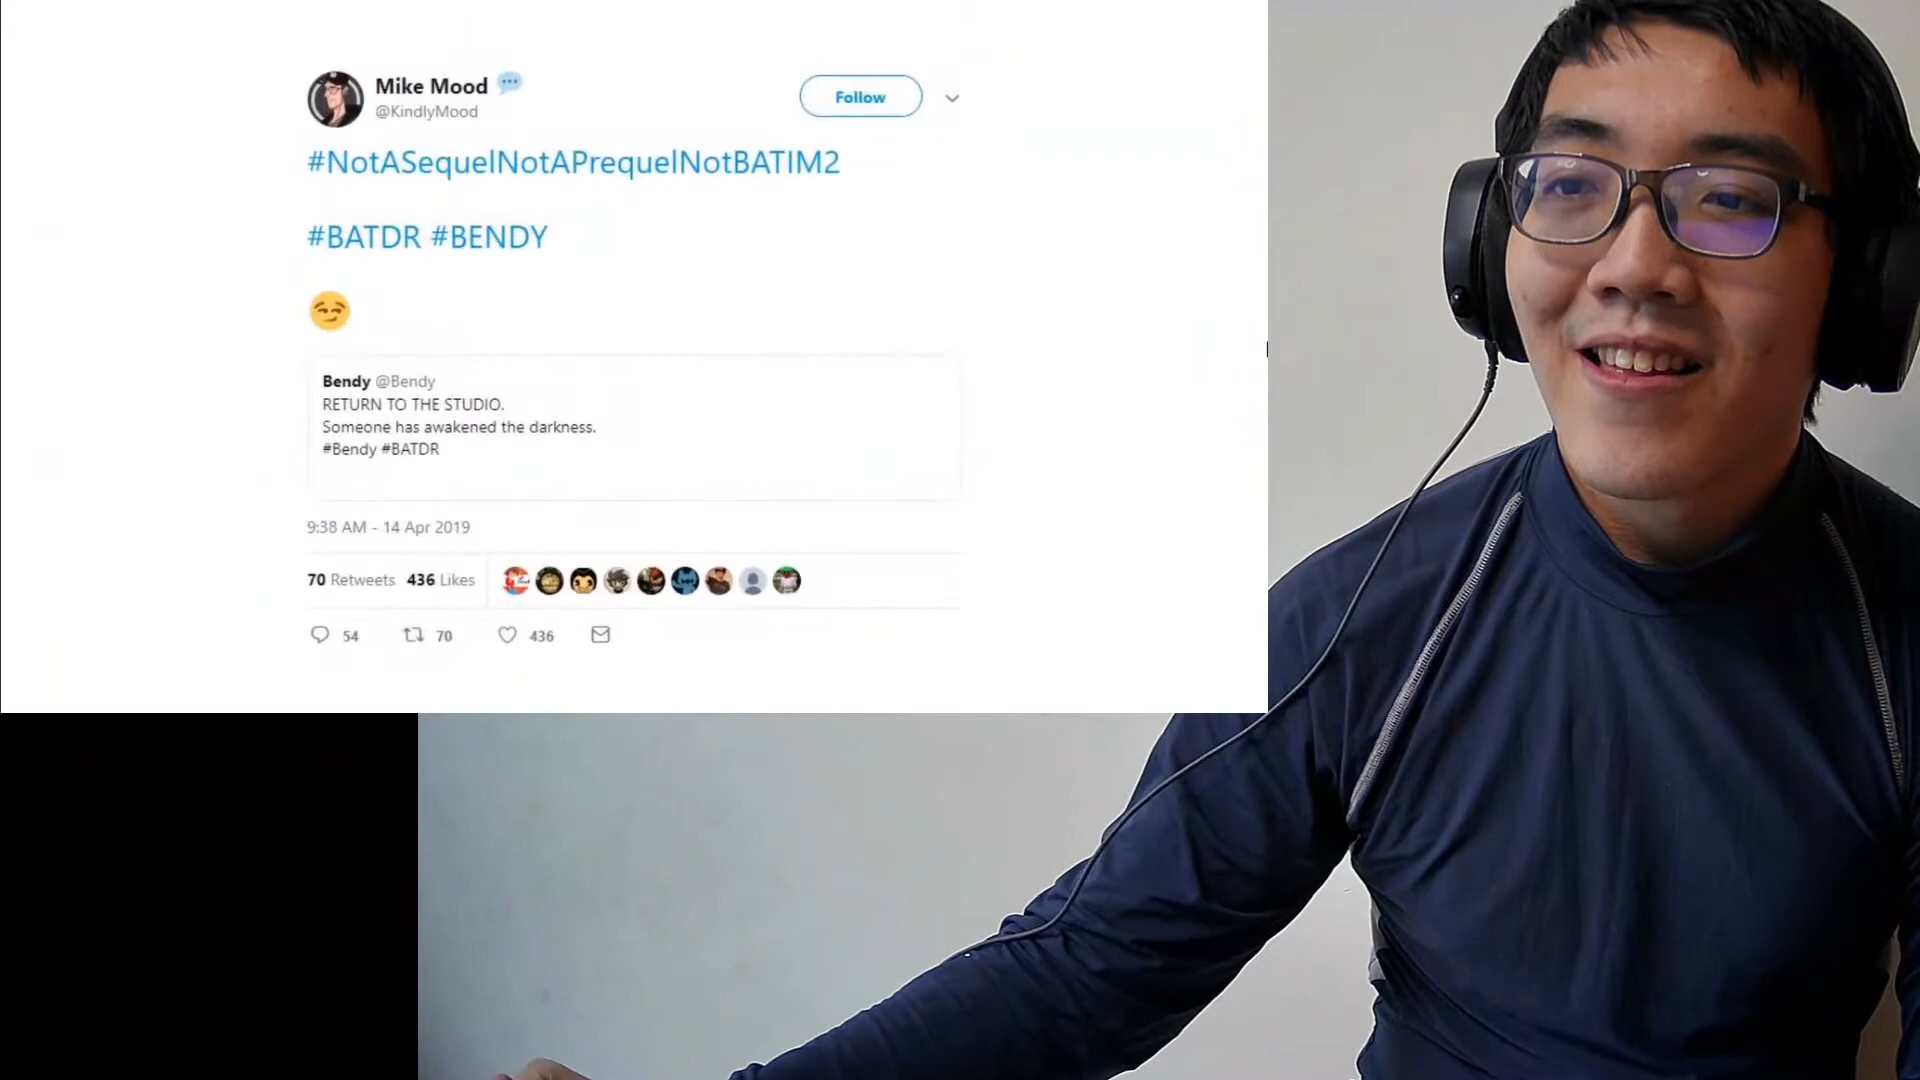 Mike Mood
@KindlyMood
Follow
#NotASequelNotAPrequelNotBATIM2
#BATDR #BENDY
Bendy @Bendy
RETURN TO THE STUDIO.
Someone has awakened the darkness.
#Bendy #BATDR
9:38 AM - 14 Apr 2019
70 Retweets 436 Likes
54 70 436